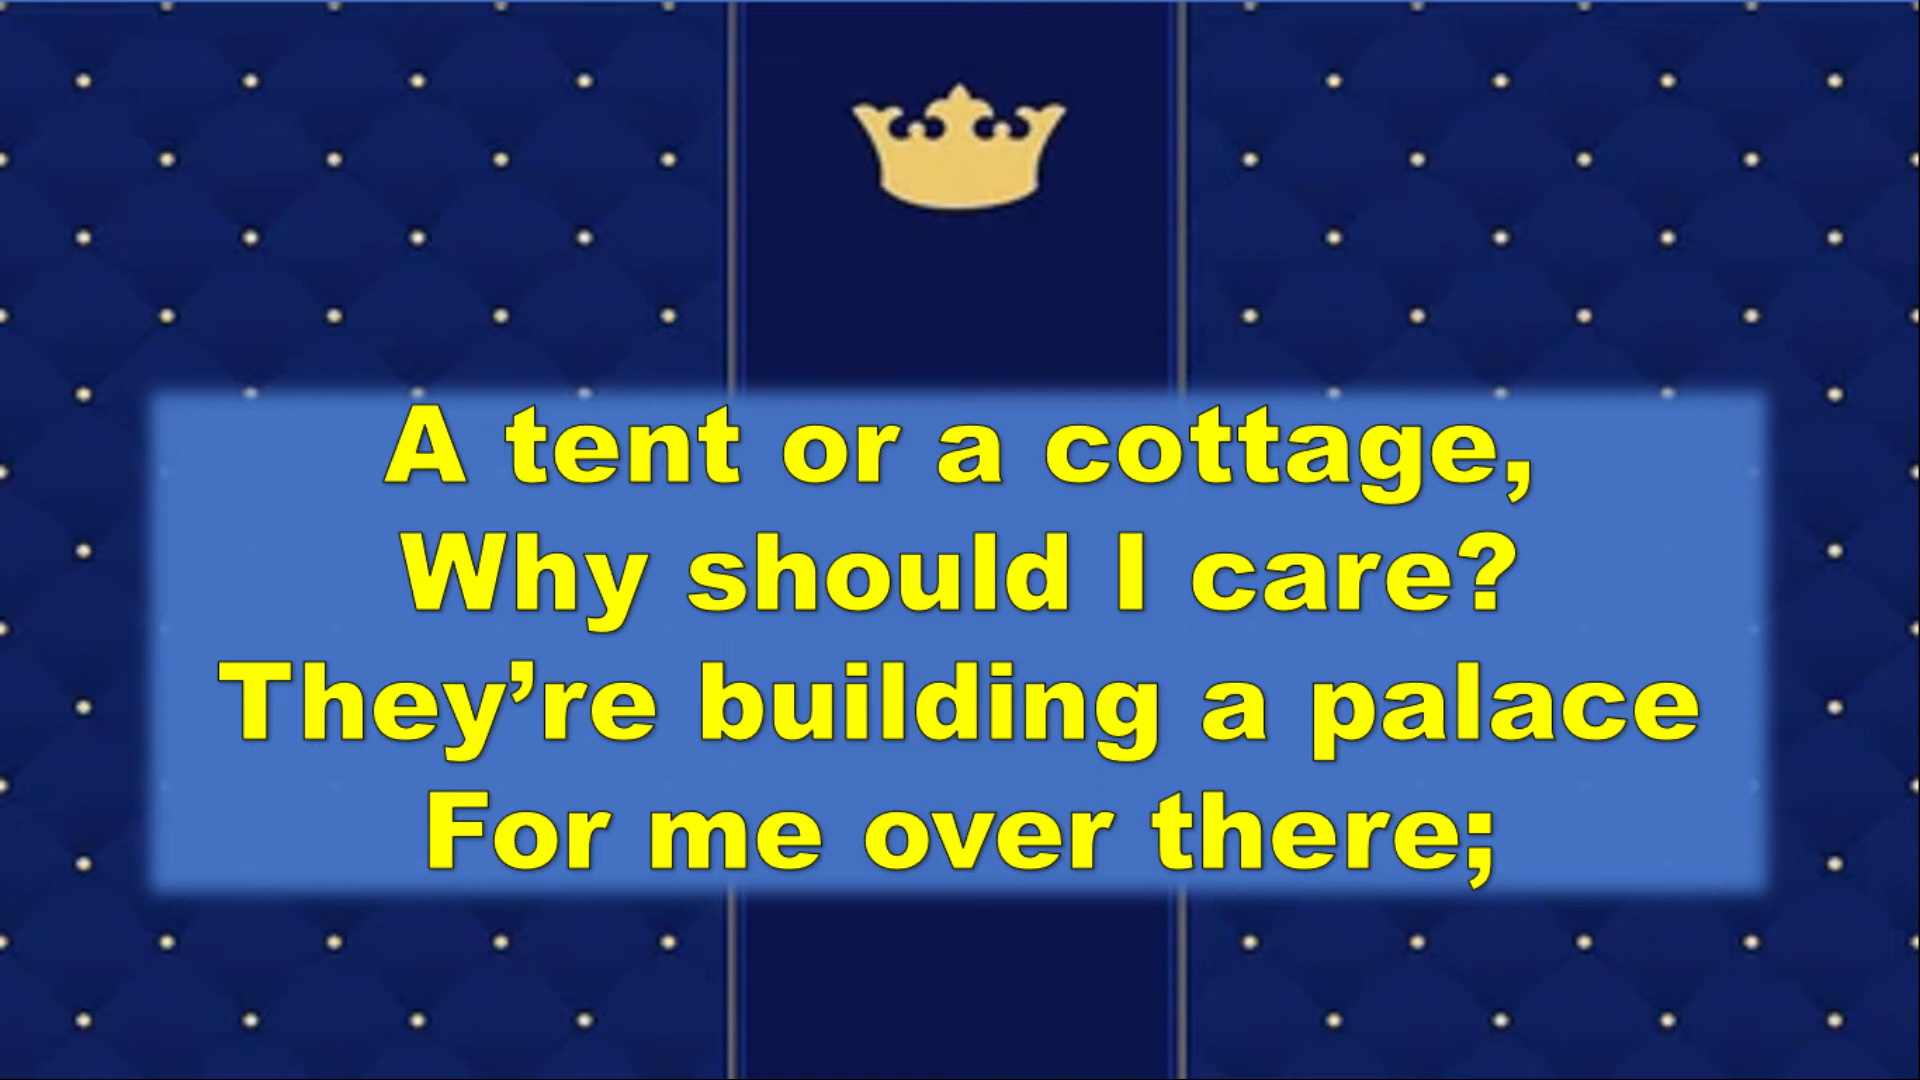 A tent or a cottage,
Why should I care?
They’re building a palace
For me over there;